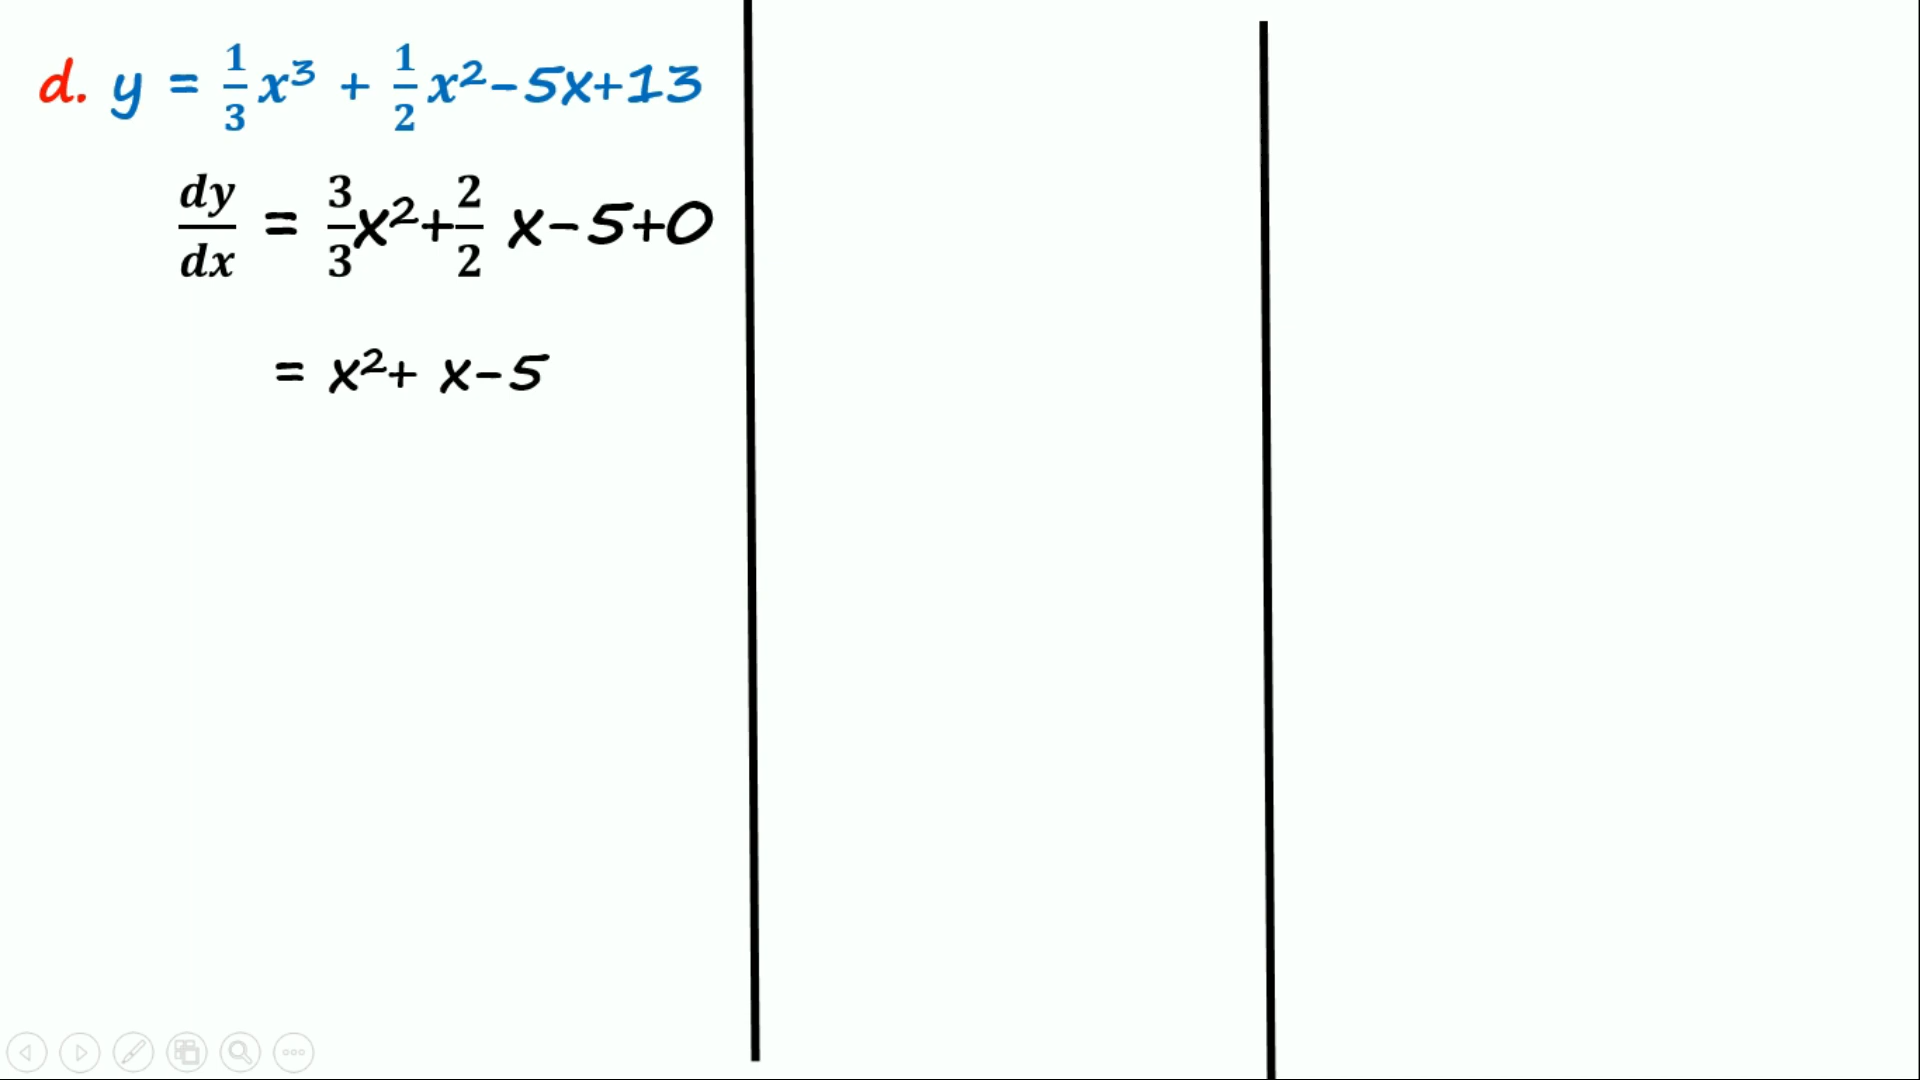 d. y = 1/3 x³ + 1/2 x²-5x+13
dy/dx = 3/3 x²+ 2/2 x-5+0
= x²+ x-5